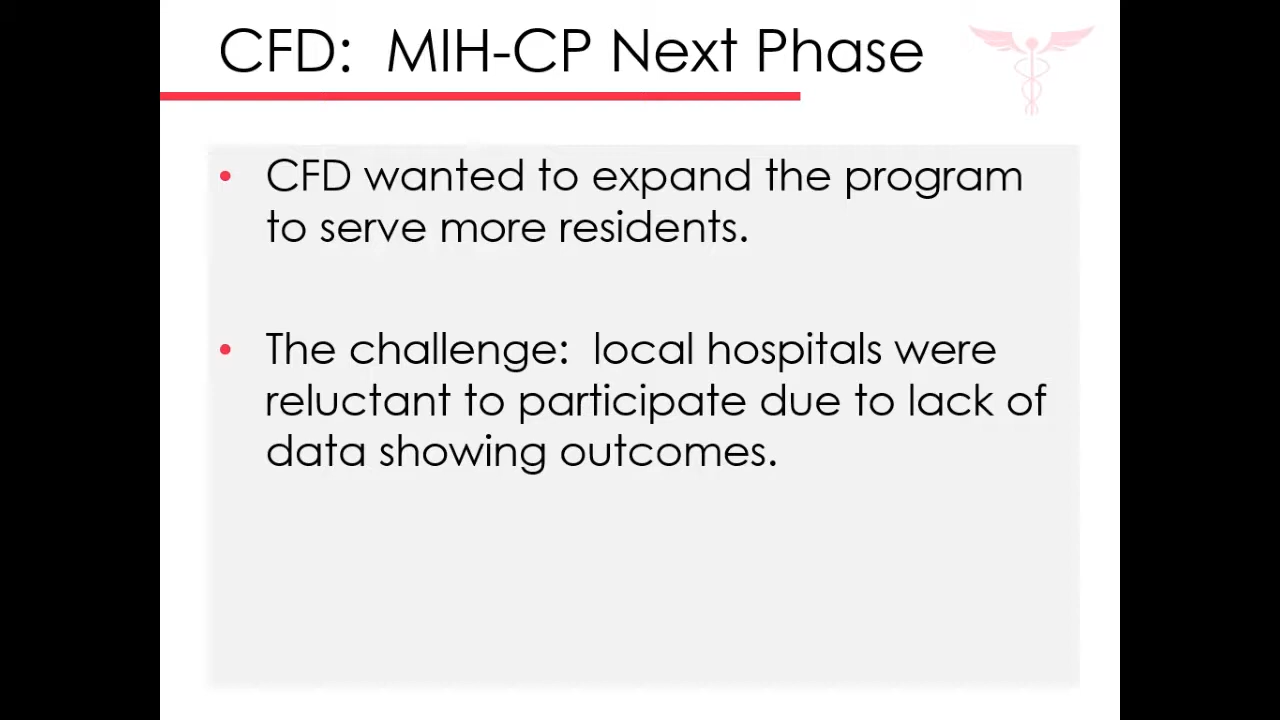 CFD:  MIH-CP Next Phase
• CFD wanted to expand the program
to serve more residents.
• The challenge:  local hospitals were
reluctant to participate due to lack of
data showing outcomes.